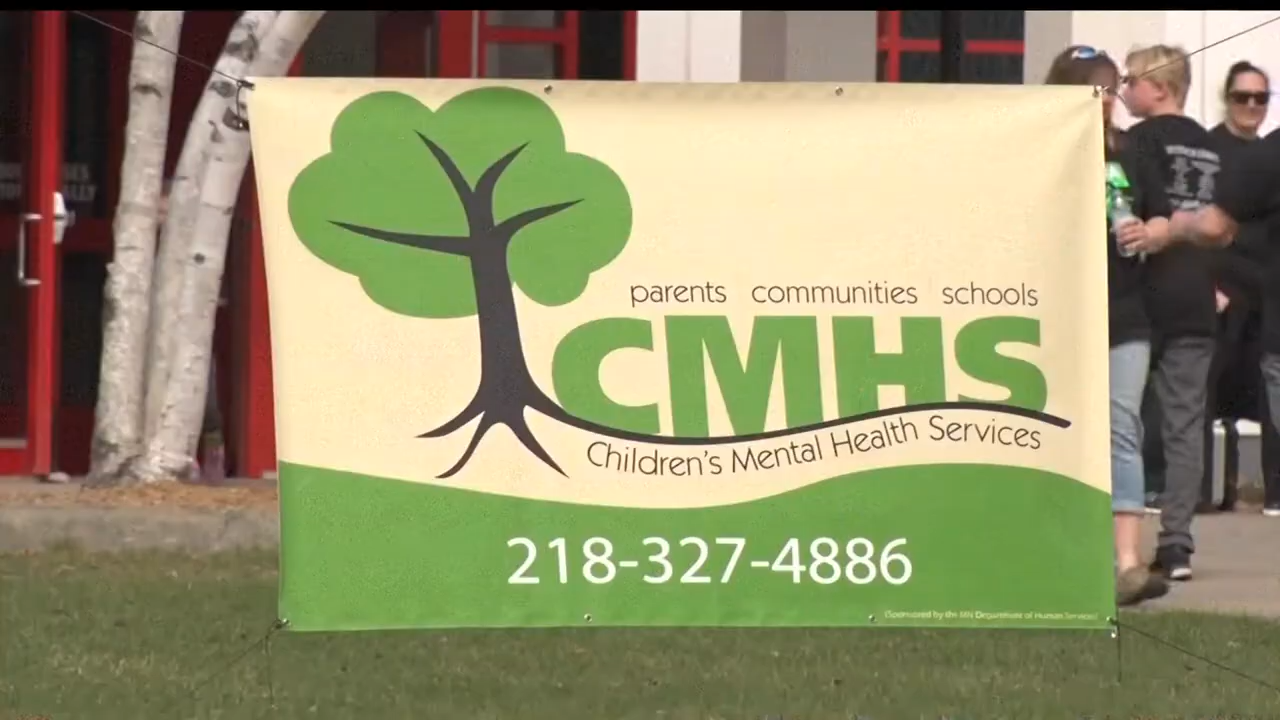 parents communities schools
CMHS
Children's Mental Health Services
218-327-4886
(Sponsored by the MN Department of Human Services)